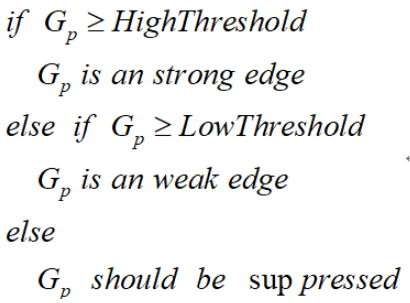 if G_p ≥ HighThreshold
G_p is an strong edge
else if G_p ≥ LowThreshold
G_p is an weak edge
else
G_p should be sup pressed